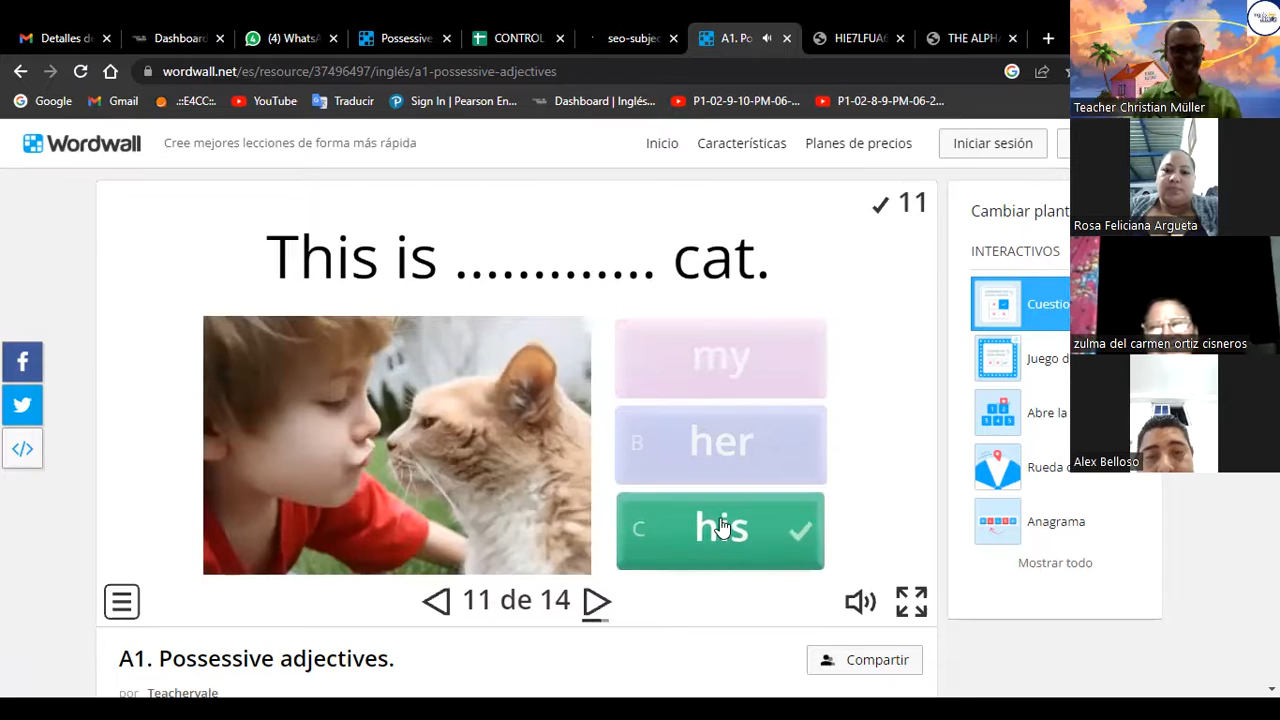 Detalles de
Dashboard
(4) WhatsA
Possessive
CONTROL
seo-subjec
A1. Po
HIE7LFUA6
THE ALPHA
wordwall.net/es/resource/37496497/inglés/a1-possessive-adjectives
Google
Gmail
.::E4CC::.
YouTube
Traducir
Sign In | Pearson En...
Dashboard | Inglés...
P1-02-9-10-PM-06-...
P1-02-8-9-PM-06-2...
Wordwall
Cree mejores lecciones de forma más rápida
Inicio
Características
Planes de precios
Iniciar sesión
Teacher Christian Müller
Rosa Feliciana Argueta
zulma del carmen ortiz cisneros
Alex Belloso
11
This is ............. cat.
my
B her
C his
11 de 14
Cambiar plant
INTERACTIVOS
Cuestio
Juego d
Abre la
Rueda
Anagrama
Mostrar todo
A1. Possessive adjectives.
Compartir
por Teachervale